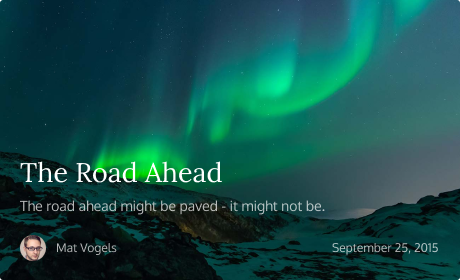 The Road Ahead
The road ahead might be paved - it might not be.
Mat Vogels
September 25, 2015